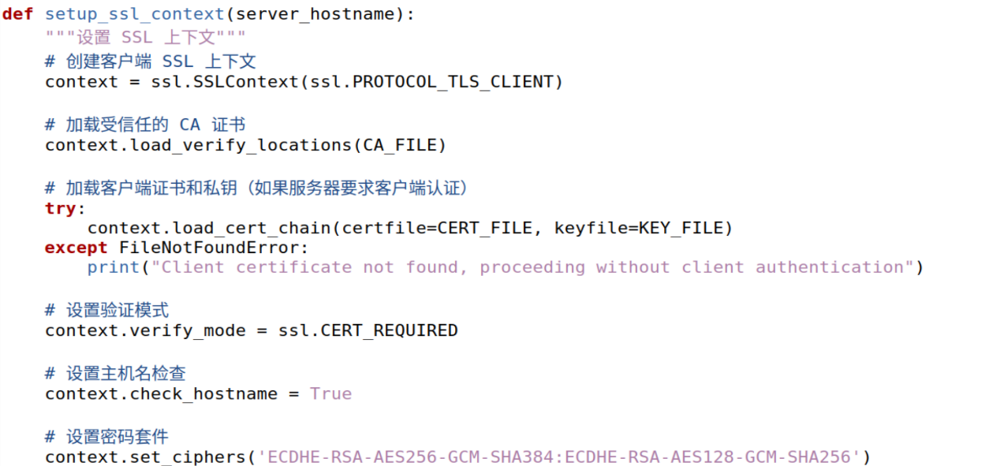 def setup_ssl_context(server_hostname):
    """设置 SSL 上下文"""
    # 创建客户端 SSL 上下文
    context = ssl.SSLContext(ssl.PROTOCOL_TLS_CLIENT)

    # 加载受信任的 CA 证书
    context.load_verify_locations(CA_FILE)

    # 加载客户端证书和私钥（如果服务器要求客户端认证）
    try:
        context.load_cert_chain(certfile=CERT_FILE, keyfile=KEY_FILE)
    except FileNotFoundError:
        print("Client certificate not found, proceeding without client authentication")

    # 设置验证模式
    context.verify_mode = ssl.CERT_REQUIRED

    # 设置主机名检查
    context.check_hostname = True

    # 设置密码套件
    context.set_ciphers('ECDHE-RSA-AES256-GCM-SHA384:ECDHE-RSA-AES128-GCM-SHA256')